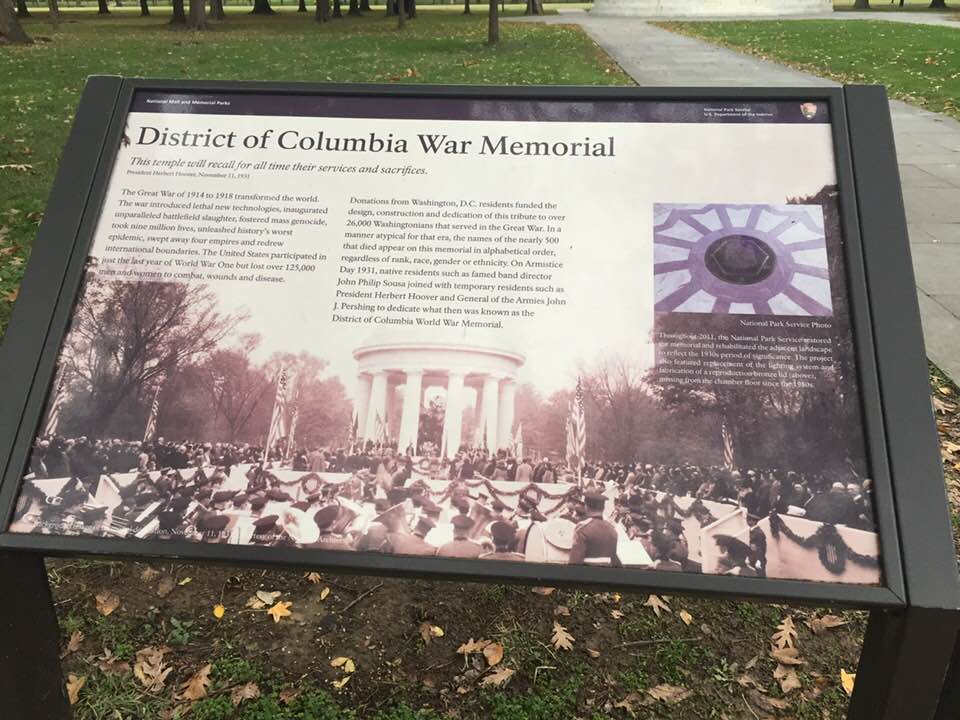 National Mall and Memorial Parks
National Park Service
U.S. Department of the Interior
District of Columbia War Memorial
This temple will recall for all time their services and sacrifices.
President Herbert Hoover, November 11, 1931
The Great War of 1914 to 1918 transformed the world.
The war introduced lethal new technologies, inaugurated
unparalleled battlefield slaughter, fostered mass genocide,
took nine million lives, unleashed history's worst
epidemic, swept away four empires and redrew
international boundaries. The United States participated in
just the last year of World War One but lost over 125,000
men and women to combat, wounds and disease.
Donations from Washington, D.C. residents funded the
design, construction and dedication of this tribute to over
26,000 Washingtonians that served in the Great War. In a
manner atypical for that era, the names of the nearly 500
that died appear on this memorial in alphabetical order,
regardless of rank, race, gender or ethnicity. On Armistice
Day 1931, native residents such as famed band director
John Philip Sousa joined with temporary residents such as
President Herbert Hoover and General of the Armies John
J. Pershing to dedicate what then was known as the
District of Columbia World War Memorial.
National Park Service Photo
Throughout 2011, the National Park Service restored
the memorial and rehabilitated the adjacent landscape
to reflect the 1930s period of significance. The project
also featured replacement of the lighting system and
fabrication of a reproduction bronze lid (above),
missing from the chamber floor since the 1980s.
November 11, of the